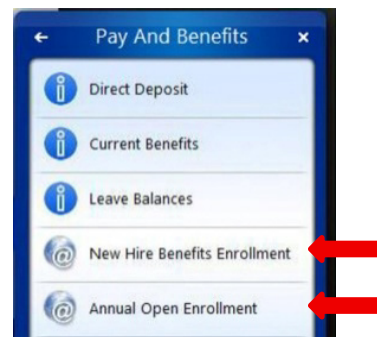 Pay And Benefits
Direct Deposit
Current Benefits
Leave Balances
New Hire Benefits Enrollment
Annual Open Enrollment